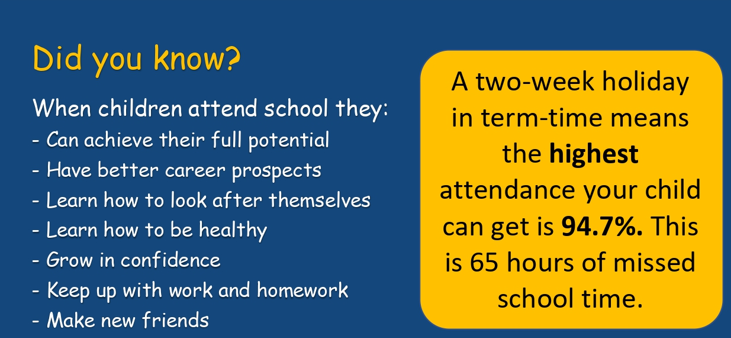 Did you know?
When children attend school they:
- Can achieve their full potential
- Have better career prospects
- Learn how to look after themselves
- Learn how to be healthy
- Grow in confidence
- Keep up with work and homework
- Make new friends
A two-week holiday
in term-time means
the highest
attendance your child
can get is 94.7%. This
is 65 hours of missed
school time.